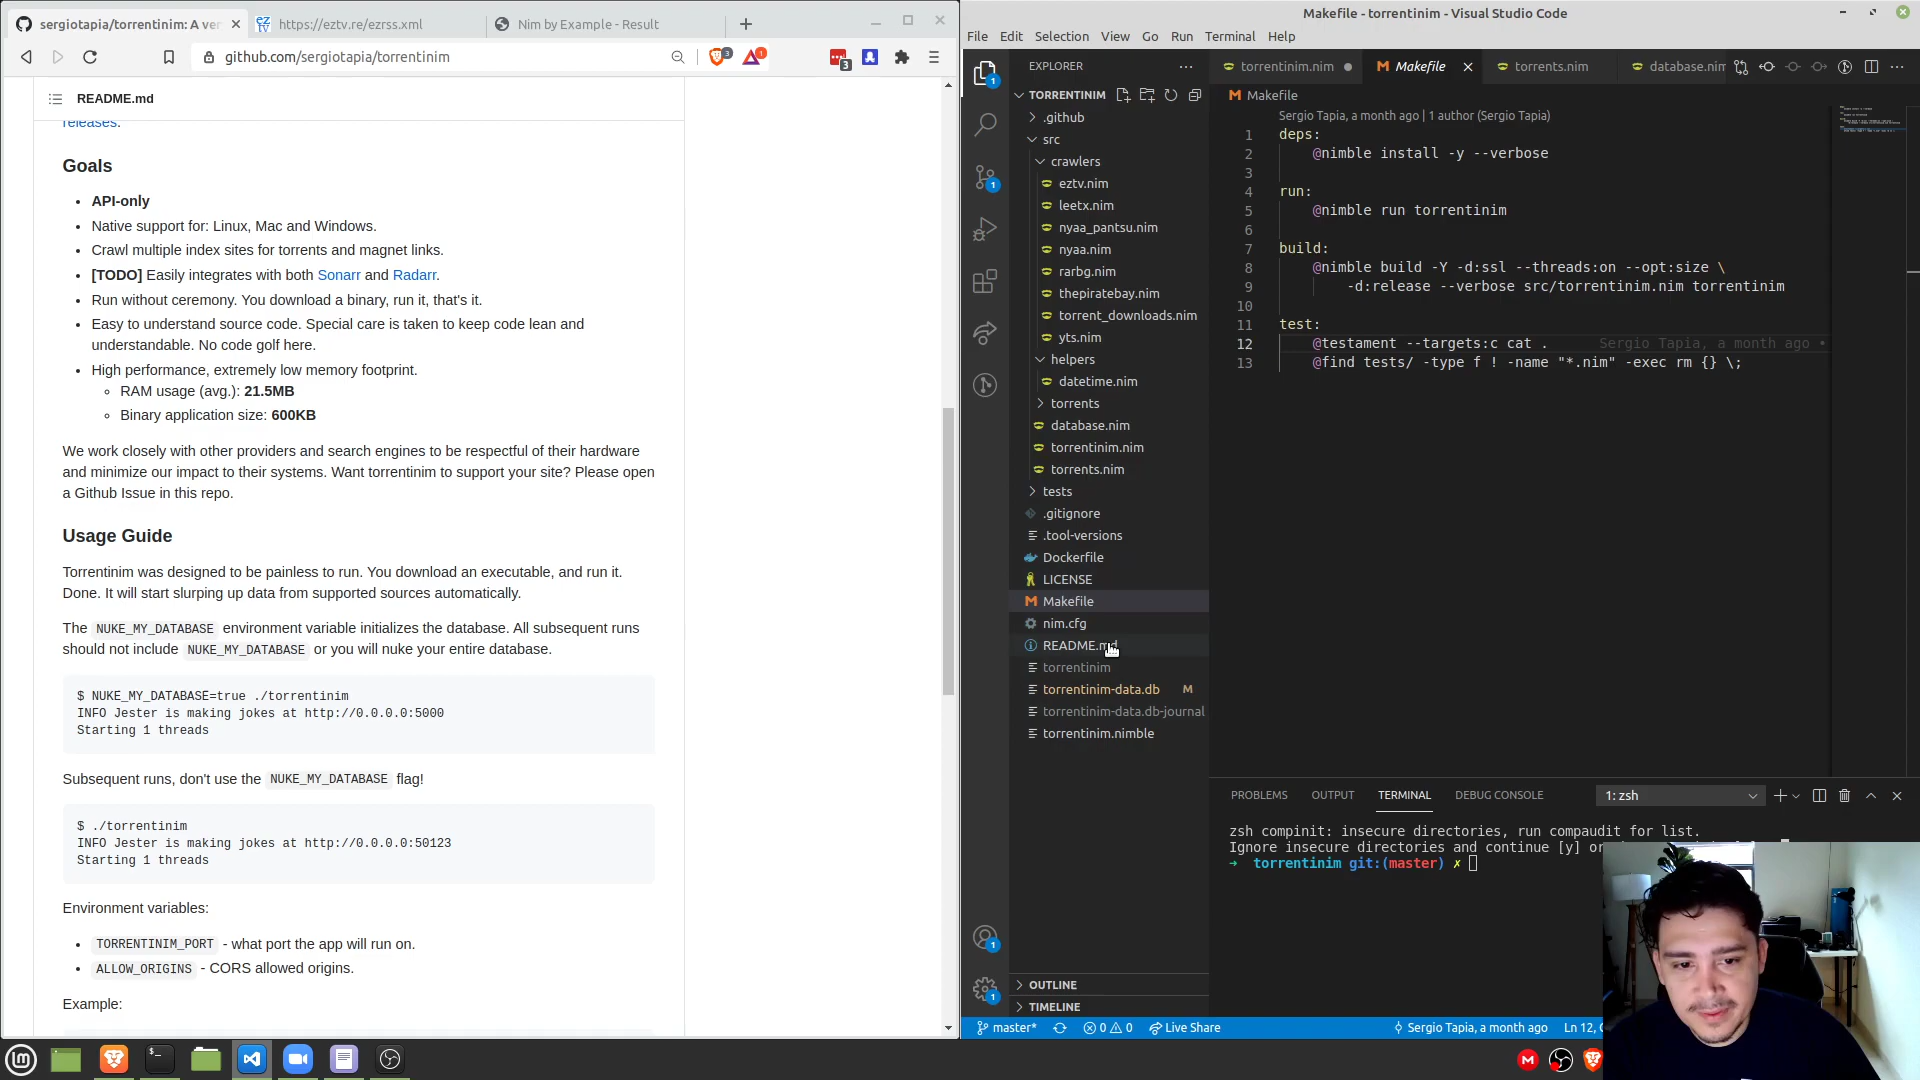 sergiotapia/torrentinim: A ve
https://eztv.re/ezrss.xml
Nim by Example - Result
github.com/sergiotapia/torrentinim
3
1
3
README.md
releases.
Goals
API-only
Native support for: Linux, Mac and Windows.
Crawl multiple index sites for torrents and magnet links.
[TODO] Easily integrates with both Sonarr and Radarr.
Run without ceremony. You download a binary, run it, that's it.
Easy to understand source code. Special care is taken to keep code lean and
understandable. No code golf here.
High performance, extremely low memory footprint.
RAM usage (avg.): 21.5MB
Binary application size: 600KB
We work closely with other providers and search engines to be respectful of their hardware
and minimize our impact to their systems. Want torrentinim to support your site? Please open
a Github Issue in this repo.
Usage Guide
Torrentinim was designed to be painless to run. You download an executable, and run it.
Done. It will start slurping up data from supported sources automatically.
The NUKE_MY_DATABASE environment variable initializes the database. All subsequent runs
should not include NUKE_MY_DATABASE or you will nuke your entire database.
$ NUKE_MY_DATABASE=true ./torrentinim
INFO Jester is making jokes at http://0.0.0.0:5000
Starting 1 threads
Subsequent runs, don't use the NUKE_MY_DATABASE flag!
$ ./torrentinim
INFO Jester is making jokes at http://0.0.0.0:50123
Starting 1 threads
Environment variables:
TORRENTINIM_PORT - what port the app will run on.
ALLOW_ORIGINS - CORS allowed origins.
Example:
Makefile - torrentinim - Visual Studio Code
File Edit Selection View Go Run Terminal Help
EXPLORER
TORRENTINIM
.github
src
crawlers
eztv.nim
leetx.nim
nyaa_pantsu.nim
nyaa.nim
rarbg.nim
thepiratebay.nim
torrent_downloads.nim
yts.nim
helpers
datetime.nim
torrents
database.nim
torrentinim.nim
torrents.nim
tests
.gitignore
.tool-versions
Dockerfile
LICENSE
Makefile
nim.cfg
README.md
torrentinim
torrentinim-data.db M
torrentinim-data.db-journal
torrentinim.nimble
OUTLINE
TIMELINE
torrentinim.nim
Makefile
torrents.nim
database.nim
Makefile
Sergio Tapia, a month ago | 1 author (Sergio Tapia)
1 deps:
2 @nimble install -y --verbose
3
4 run:
5 @nimble run torrentinim
6
7 build:
8 @nimble build -Y -d:ssl --threads:on --opt:size \
9 -d:release --verbose src/torrentinim.nim torrentinim
10
11 test:
12 @testament --targets:c cat . Sergio Tapia, a month ago •
13 @find tests/ -type f ! -name "*.nim" -exec rm {} \;
PROBLEMS OUTPUT TERMINAL DEBUG CONSOLE
1: zsh
zsh compinit: insecure directories, run compaudit for list.
Ignore insecure directories and continue [y] or
→ torrentinim git:(master) ✗
master*
0 0
Live Share
Sergio Tapia, a month ago
Ln 12,